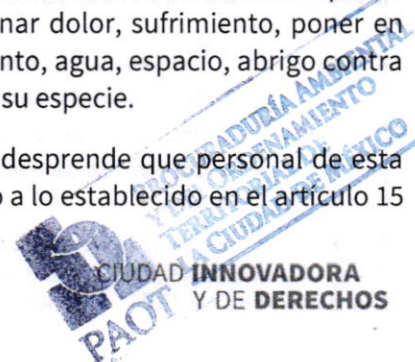 nar dolor, sufrimiento, poner en
nto, agua, espacio, abrigo contra
su especie.
desprende que personal de esta
o a lo establecido en el artículo 15
PROCURADURÍA AMBIENTAL
Y DEL ORDENAMIENTO
TERRITORIAL DE
LA CIUDAD DE MÉXICO
PAOT
CIUDAD INNOVADORA
Y DE DERECHOS